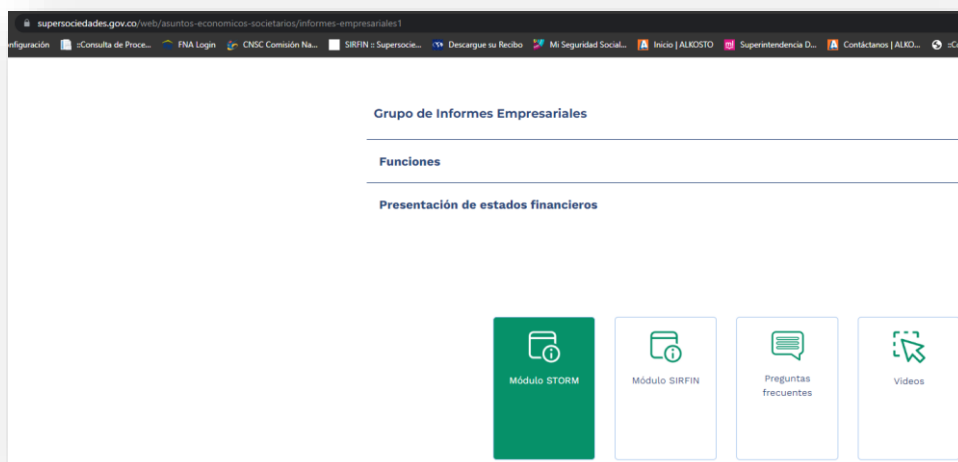 supersociedades.gov.co/web/asuntos-economicos-societarios/informes-empresariales1
nfiguración ::Consulta de Proce... FNA Login CNSC Comisión Na... SIRFIN :: Supersocie... Descargue su Recibo Mi Seguridad Social... Inicio | ALKOSTO Superintendencia D... Contáctanos | ALKO... ::Co
Grupo de Informes Empresariales
Funciones
Presentación de estados financieros
Módulo STORM
Módulo SIRFIN
Preguntas
frecuentes
Videos